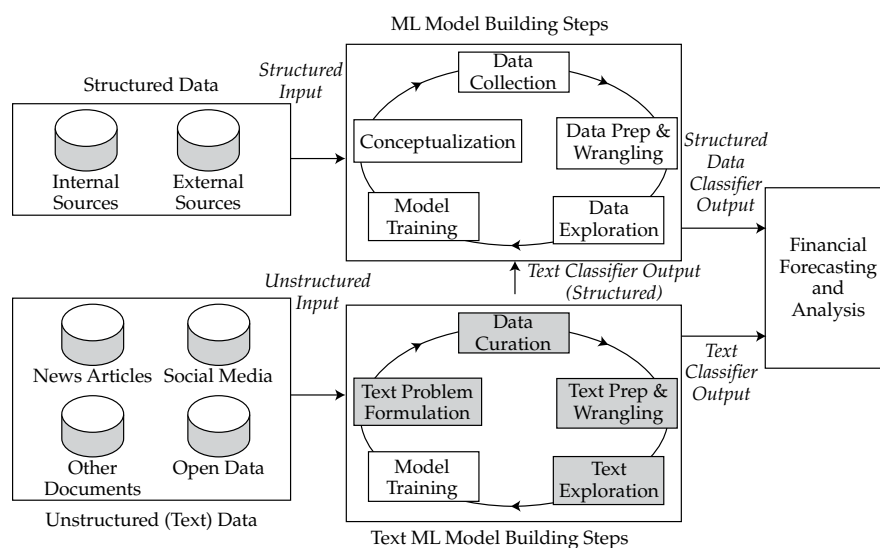 ML Model Building Steps
Structured Data
Structured
Input
Internal
Sources
External
Sources
Data
Collection
Conceptualization
Data Prep &
Wrangling
Model
Training
Data
Exploration
Structured
Data
Classifier
Output
Financial
Forecasting
and
Analysis
Text Classifier Output
(Structured)
Unstructured
Input
News Articles
Social Media
Other
Documents
Open Data
Unstructured (Text) Data
Data
Curation
Text Problem
Formulation
Text Prep &
Wrangling
Model
Training
Text
Exploration
Text
Classifier
Output
Text ML Model Building Steps